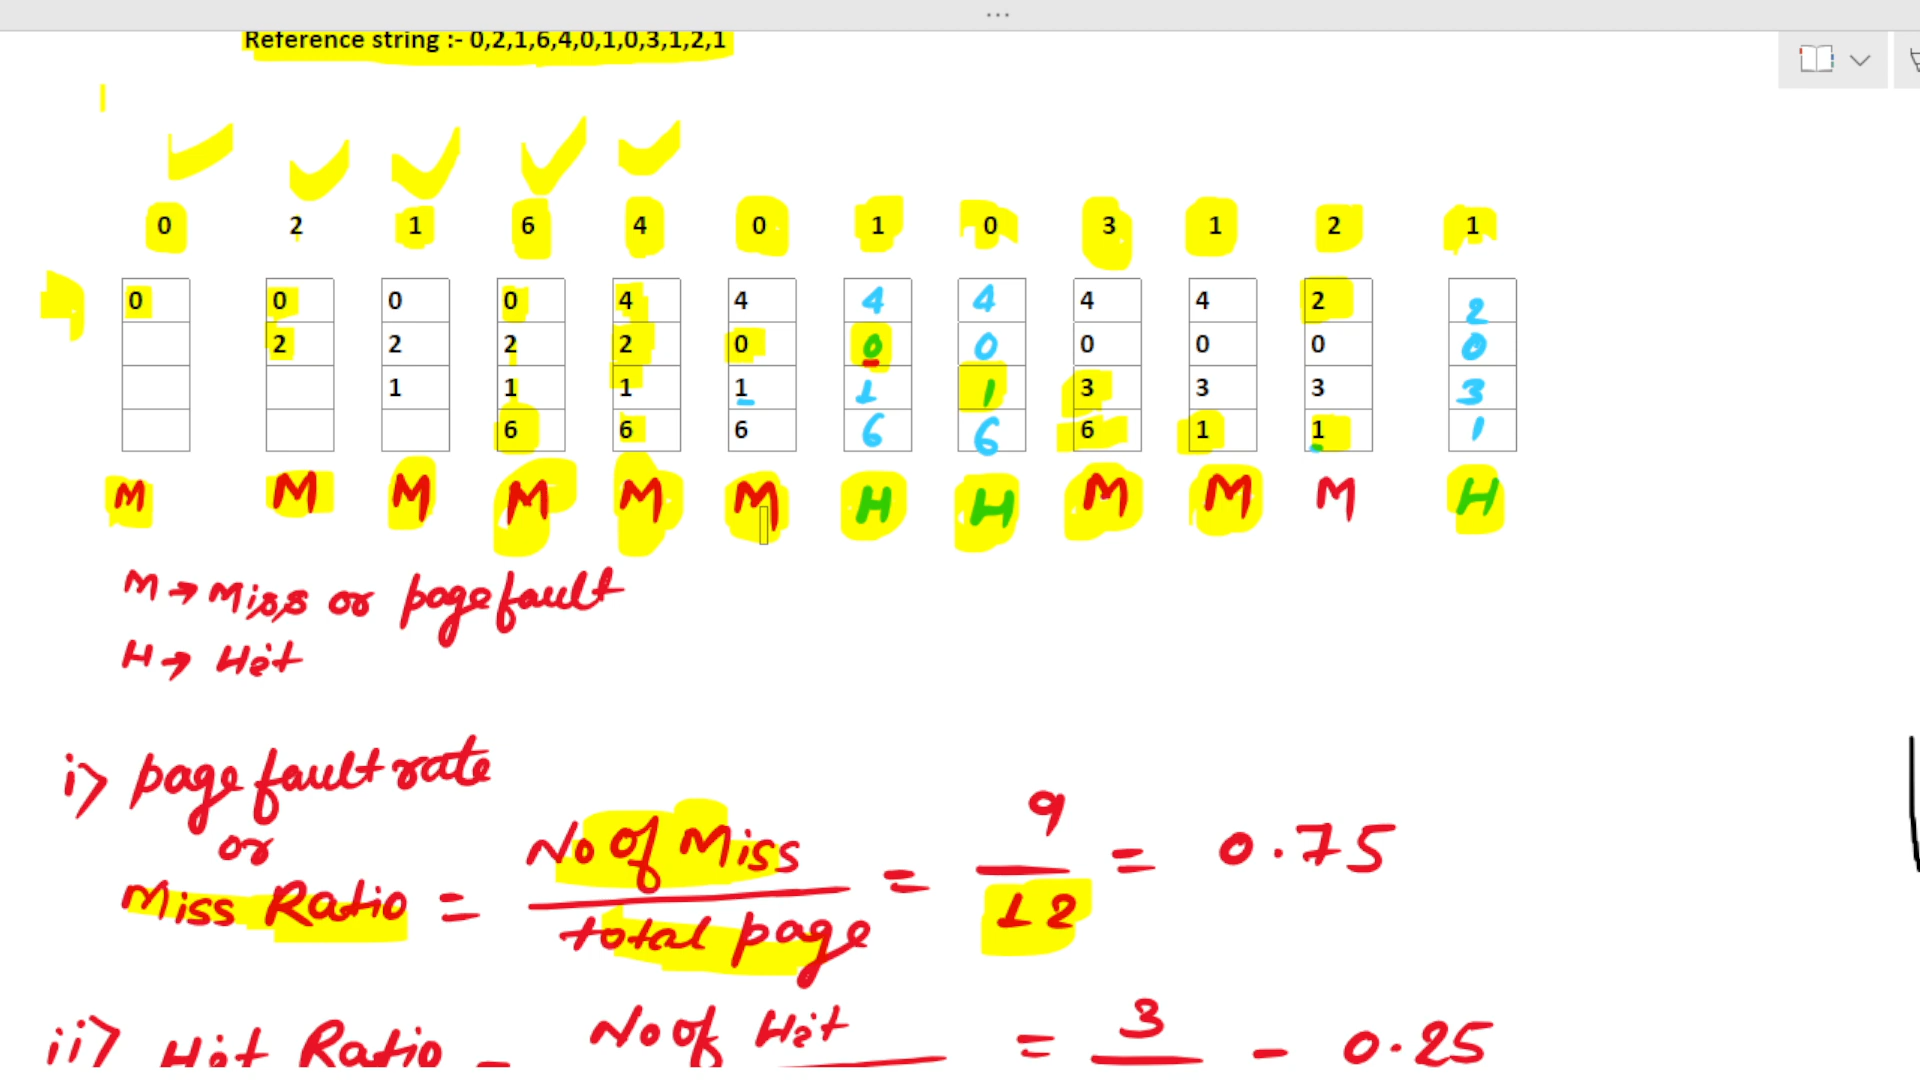 Reference string :- 0,2,1,6,4,0,1,0,3,1,2,1
0 2 1 6 4 0 1 0 3 1 2 1
0 0 0 0 4 4 4 4 4 4 2 2
2 2 2 2 0 0 0 0 0 0 0
1 1 1 1 1 1 3 3 3 3
6 6 6 6 6 6 1 1 1
M M M M M M H H M M M H
M → Miss or page fault
H → Hit
i) page fault rate
or
Miss Ratio = No of Miss / total page = 9 / 12 = 0.75
ii) Hit Ratio - No of Hit = 3 - 0.25